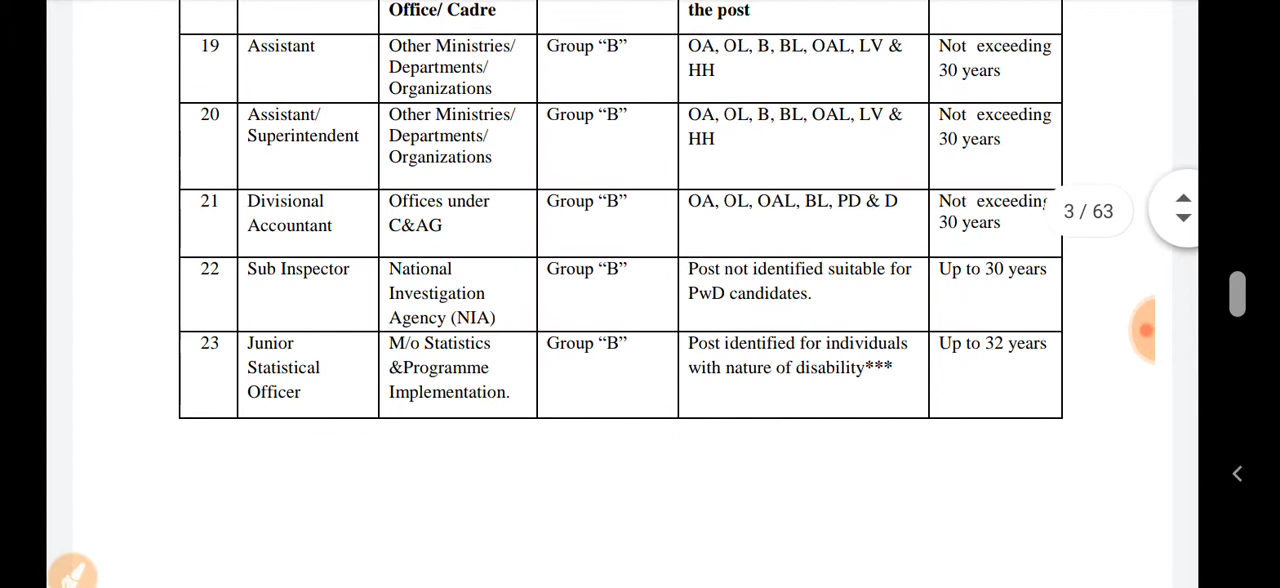 Office/ Cadre the post
19 Assistant Other Ministries/ Departments/ Organizations Group “B” OA, OL, B, BL, OAL, LV & HH Not exceeding 30 years
20 Assistant/ Superintendent Other Ministries/ Departments/ Organizations Group “B” OA, OL, B, BL, OAL, LV & HH Not exceeding 30 years
21 Divisional Accountant Offices under C&AG Group “B” OA, OL, OAL, BL, PD & D Not exceeding 30 years
3 / 63
22 Sub Inspector National Investigation Agency (NIA) Group “B” Post not identified suitable for PwD candidates. Up to 30 years
23 Junior Statistical Officer M/o Statistics &Programme Implementation. Group “B” Post identified for individuals with nature of disability*** Up to 32 years